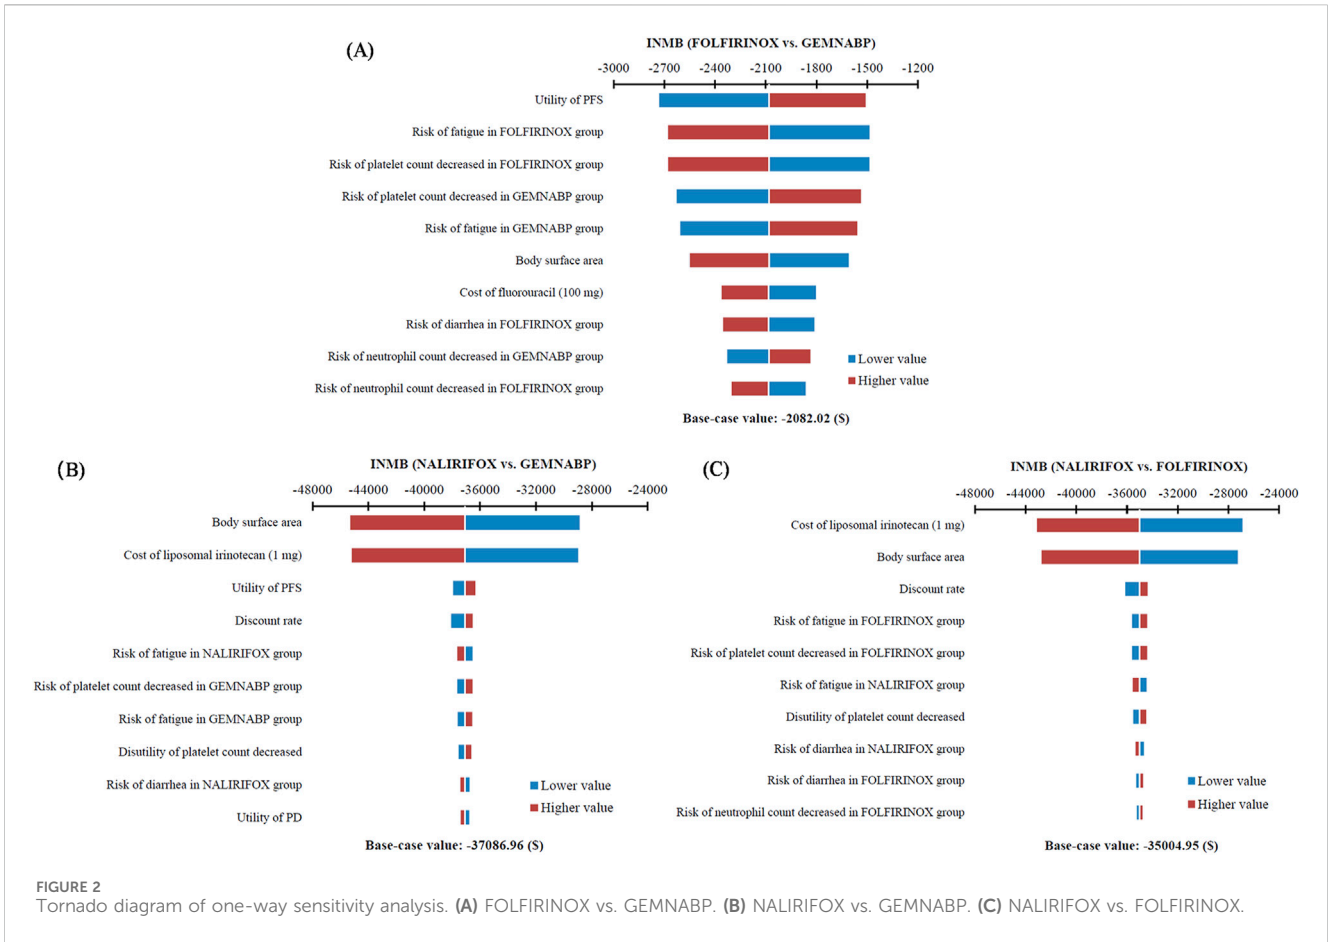 (A)
INMB (FOLFIRINOX vs. GEMNABP)
-3000 -2700 -2400 -2100 -1800 -1500 -1200
Utility of PFS
Risk of fatigue in FOLFIRINOX group
Risk of platelet count decreased in FOLFIRINOX group
Risk of platelet count decreased in GEMNABP group
Risk of fatigue in GEMNABP group
Body surface area
Cost of fluorouracil (100 mg)
Risk of diarrhea in FOLFIRINOX group
Risk of neutrophil count decreased in GEMNABP group
Risk of neutrophil count decreased in FOLFIRINOX group
Lower value
Higher value
Base-case value: -2082.02 ($)
(B)
INMB (NALIRIFOX vs. GEMNABP)
-48000 -44000 -40000 -36000 -32000 -28000 -24000
Body surface area
Cost of liposomal irinotecan (1 mg)
Utility of PFS
Discount rate
Risk of fatigue in NALIRIFOX group
Risk of platelet count decreased in GEMNABP group
Risk of fatigue in GEMNABP group
Disutility of platelet count decreased
Risk of diarrhea in NALIRIFOX group
Utility of PD
Lower value
Higher value
Base-case value: -37086.96 ($)
(C)
INMB (NALIRIFOX vs. FOLFIRINOX)
-48000 -44000 -40000 -36000 -32000 -28000 -24000
Cost of liposomal irinotecan (1 mg)
Body surface area
Discount rate
Risk of fatigue in FOLFIRINOX group
Risk of platelet count decreased in FOLFIRINOX group
Risk of fatigue in NALIRIFOX group
Disutility of platelet count decreased
Risk of diarrhea in NALIRIFOX group
Risk of diarrhea in FOLFIRINOX group
Risk of neutrophil count decreased in FOLFIRINOX group
Lower value
Higher value
Base-case value: -35004.95 ($)
FIGURE 2
Tornado diagram of one-way sensitivity analysis. (A) FOLFIRINOX vs. GEMNABP. (B) NALIRIFOX vs. GEMNABP. (C) NALIRIFOX vs. FOLFIRINOX.